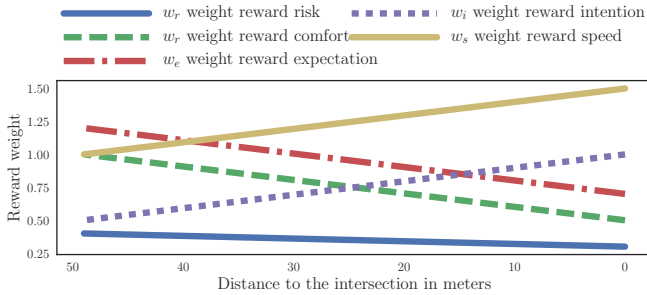 w_r weight reward risk
w_i weight reward intention
w_r weight reward comfort
w_s weight reward speed
w_e weight reward expectation
1.50
1.25
1.00
0.75
0.50
0.25
Reward weight
50 40 30 20 10 0
Distance to the intersection in meters